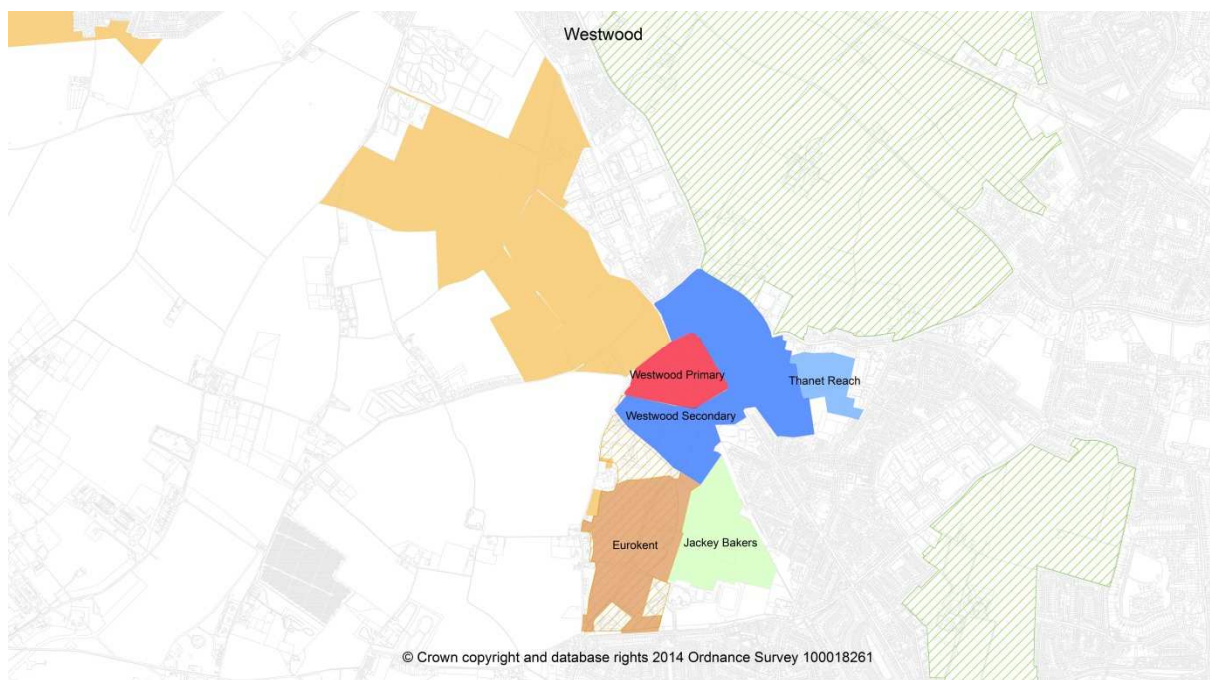 Westwood
Westwood Primary
Thanet Reach
Westwood Secondary
Eurokent
Jackey Bakers
© Crown copyright and database rights 2014 Ordnance Survey 100018261